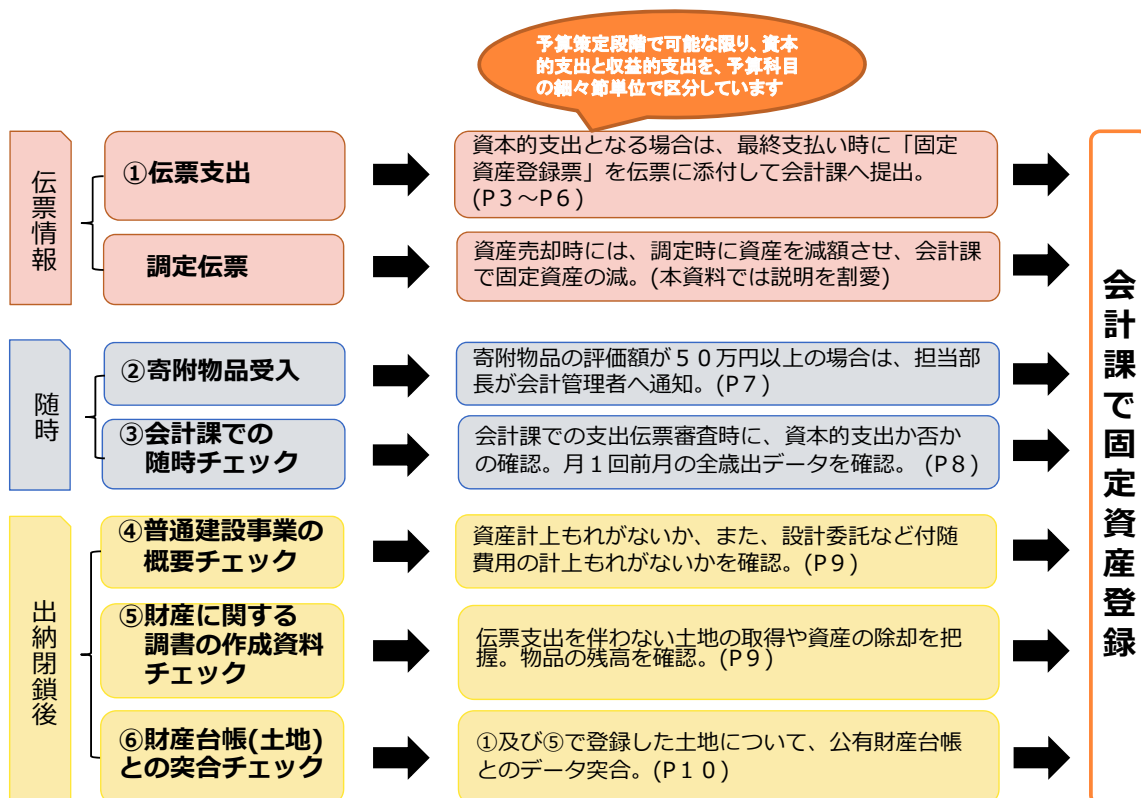 予算策定段階で可能な限り、資本
的支出と収益的支出を、予算科目
の細々節単位で区分しています
伝票情報
①伝票支出
資本的支出となる場合は、最終支払い時に「固定
資産登録票」を伝票に添付して会計課へ提出。
(P３～P６)
調定伝票
資産売却時には、調定時に資産を減額させ、会計課
で固定資産の減。(本資料では説明を割愛)
随時
②寄附物品受入
寄附物品の評価額が５０万円以上の場合は、担当部
長が会計管理者へ通知。(P７)
③会計課での
随時チェック
会計課での支出伝票審査時に、資本的支出か否か
の確認。月１回前月の全歳出データを確認。 (P８)
出納閉鎖後
④普通建設事業の
概要チェック
資産計上もれがないか、また、設計委託など付随
費用の計上もれがないかを確認。(P９)
⑤財産に関する
調書の作成資料
チェック
伝票支出を伴わない土地の取得や資産の除却を把
握。物品の残高を確認。(P９)
⑥財産台帳(土地)
との突合チェック
①及び⑤で登録した土地について、公有財産台帳
とのデータ突合。(P１０)
会計課で固定資産登録